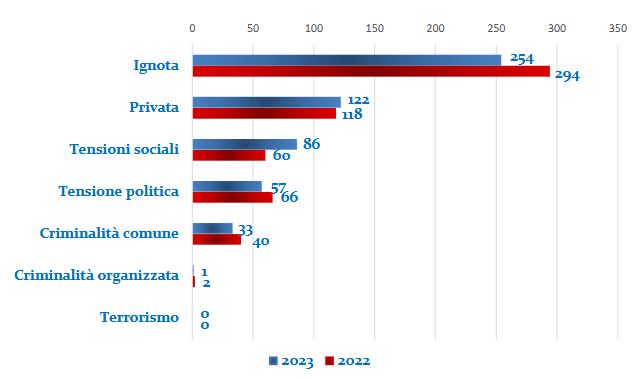 0 50 100 150 200 250 300 350
Ignota 254
294
Privata 122
118
Tensioni sociali 86
60
Tensione politica 57
66
Criminalità comune 33
40
Criminalità organizzata 1
2
Terrorismo 0
0
2023 2022